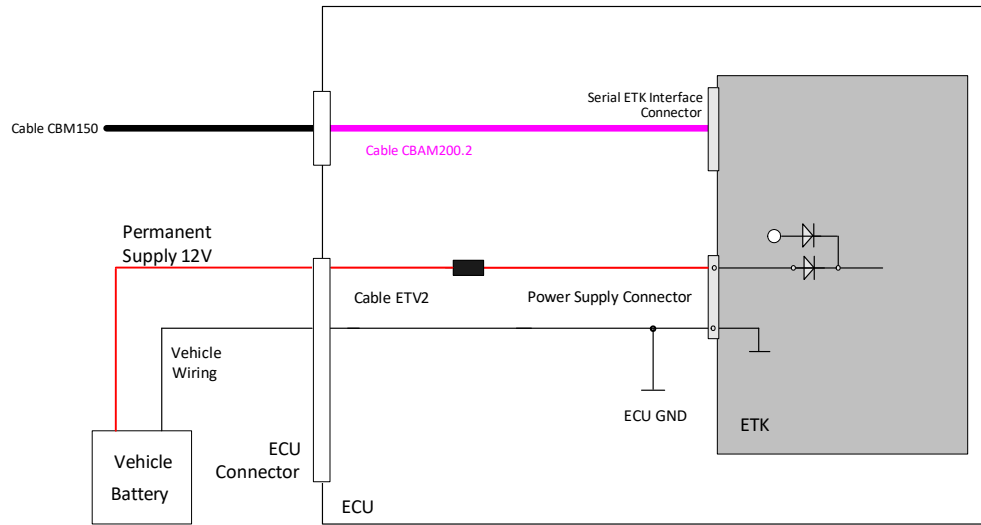 Serial ETK Interface
Connector
Cable CBM150
Cable CBAM200.2
Permanent
Supply 12V
Cable ETV2
Power Supply Connector
Vehicle
Wiring
ECU GND
ETK
ECU
Connector
Vehicle
Battery
ECU